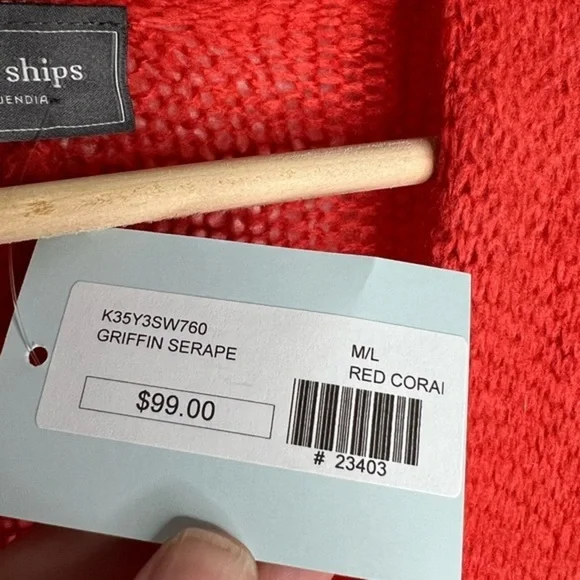 ships
K35Y3SW760
GRIFFIN SERAPE
M/L
RED CORAI
$99.00
# 23403